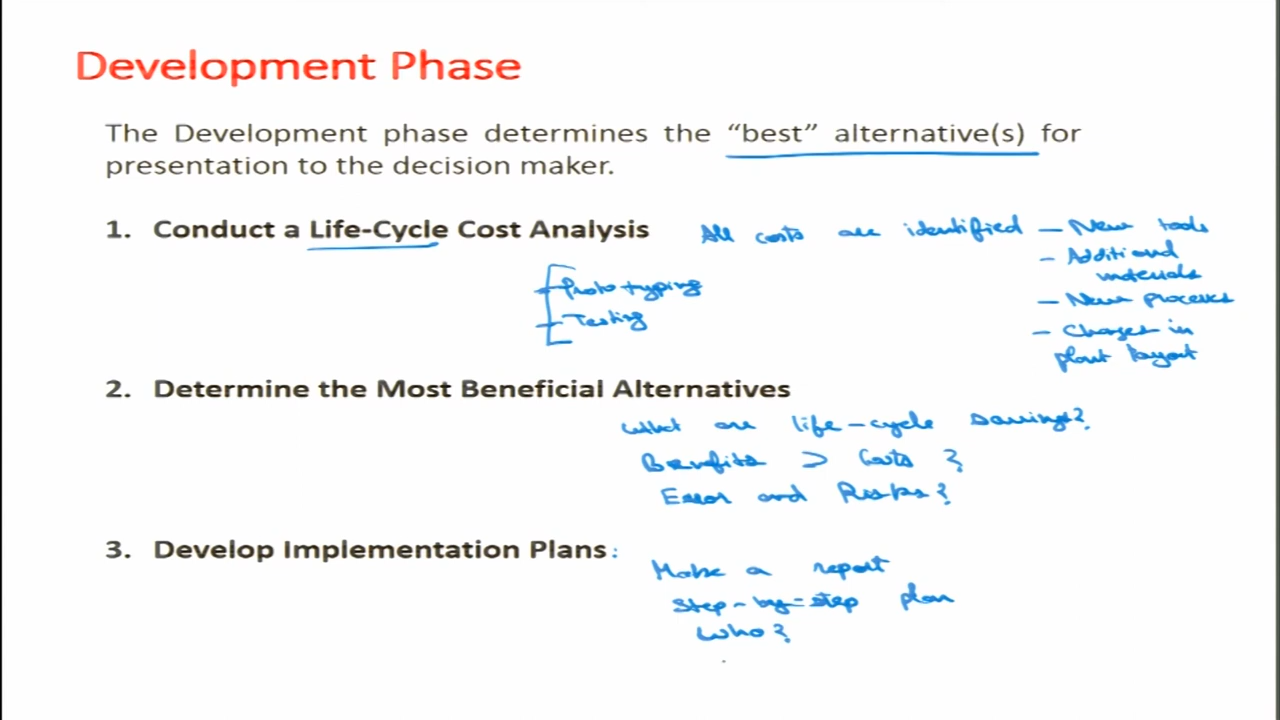 Development Phase
The Development phase determines the “best” alternative(s) for
presentation to the decision maker.
1. Conduct a Life-Cycle Cost Analysis
All costs are identified – New tools
– Additional
materials
– New processes
– Changes in
plant layout
– Prototyping
– Testing
2. Determine the Most Beneficial Alternatives
What are life-cycle savings?
Benefits > Costs ?
Error and Risks?
3. Develop Implementation Plans:
Make a report
Step-by-step plan
Who?